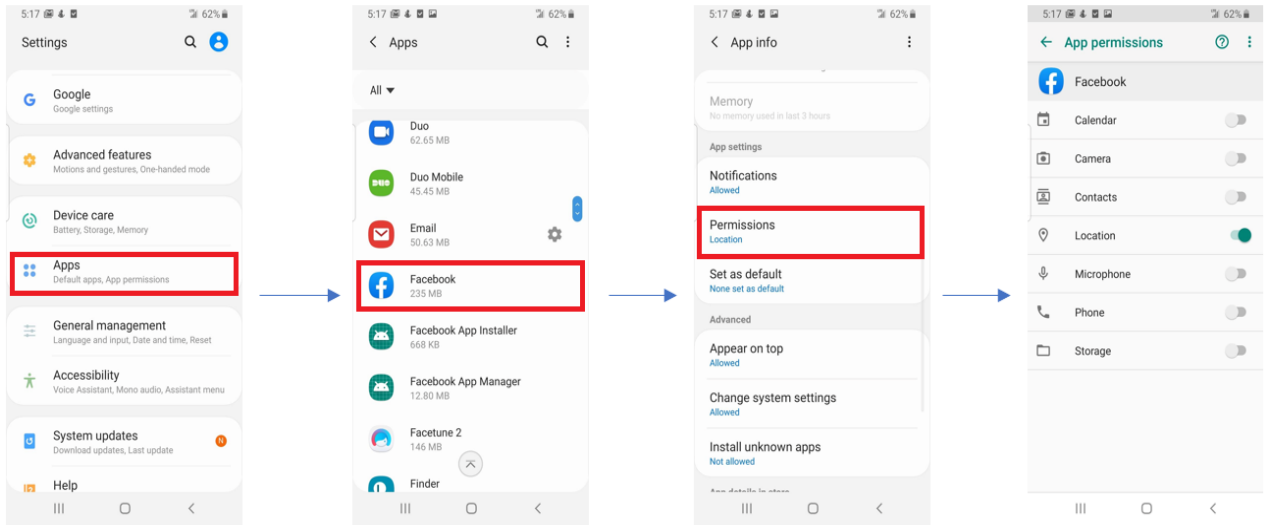 5:17
62%
Settings
Google
Google settings
Advanced features
Motions and gestures, One-handed mode
Device care
Battery, Storage, Memory
Apps
Default apps, App permissions
General management
Language and input, Date and time, Reset
Accessibility
Voice Assistant, Mono audio, Assistant menu
System updates
N
Download updates, Last update
Help
5:17
62%
Apps
All
Duo
62.65 MB
DUO
Duo Mobile
45.45 MB
Email
50.63 MB
Facebook
235 MB
Facebook App Installer
668 KB
Facebook App Manager
12.80 MB
Facetune 2
146 MB
Finder
5:17
62%
App info
Memory
No memory used in last 3 hours
App settings
Notifications
Allowed
Permissions
Location
Set as default
None set as default
Advanced
Appear on top
Allowed
Change system settings
Allowed
Install unknown apps
Not allowed
App details in store
5:17
62%
App permissions
Facebook
Calendar
Camera
Contacts
Location
Microphone
Phone
Storage